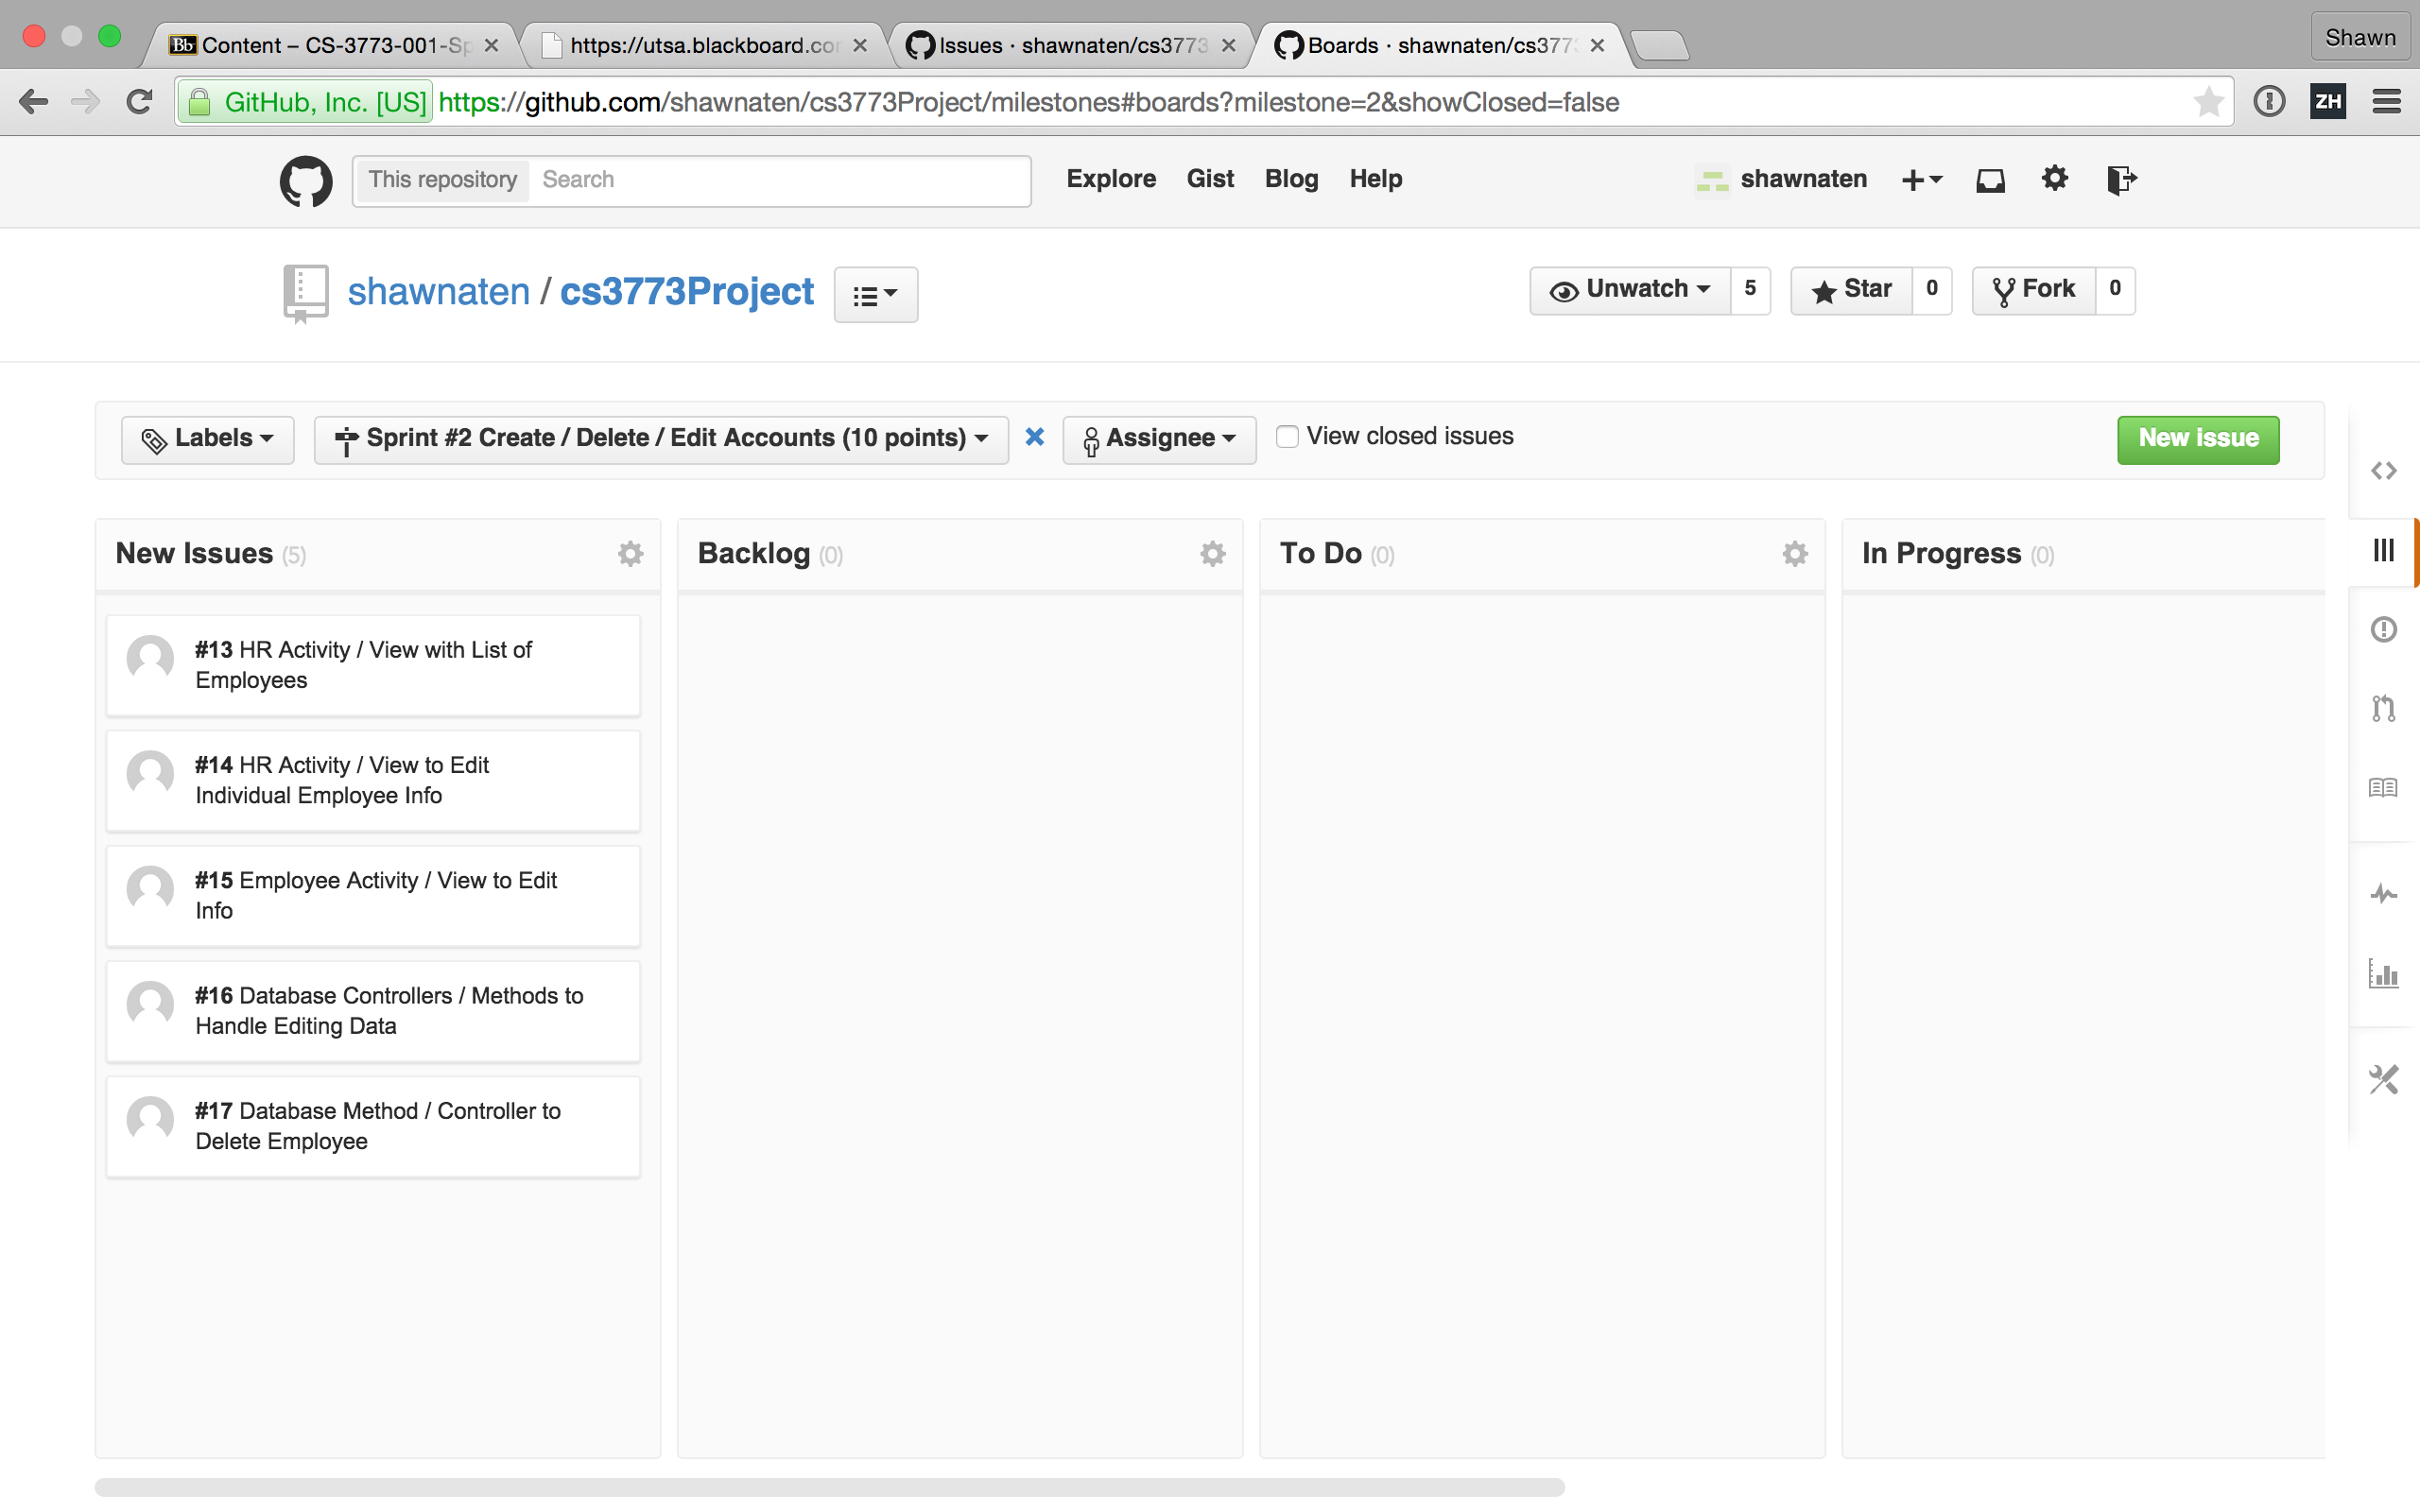 Bb Content – CS-3773-001-Sp
https://utsa.blackboard.com
Issues · shawnaten/cs3773
Boards · shawnaten/cs377
Shawn
GitHub, Inc. [US] https://github.com/shawnaten/cs3773Project/milestones#boards?milestone=2&showClosed=false
ZH
This repository Search
Explore Gist Blog Help
shawnaten
shawnaten / cs3773Project
Unwatch 5
Star 0
Fork 0
Labels
Sprint #2 Create / Delete / Edit Accounts (10 points)
Assignee
View closed issues
New issue
New Issues (5)
#13 HR Activity / View with List of
Employees
#14 HR Activity / View to Edit
Individual Employee Info
#15 Employee Activity / View to Edit
Info
#16 Database Controllers / Methods to
Handle Editing Data
#17 Database Method / Controller to
Delete Employee
Backlog (0)
To Do (0)
In Progress (0)